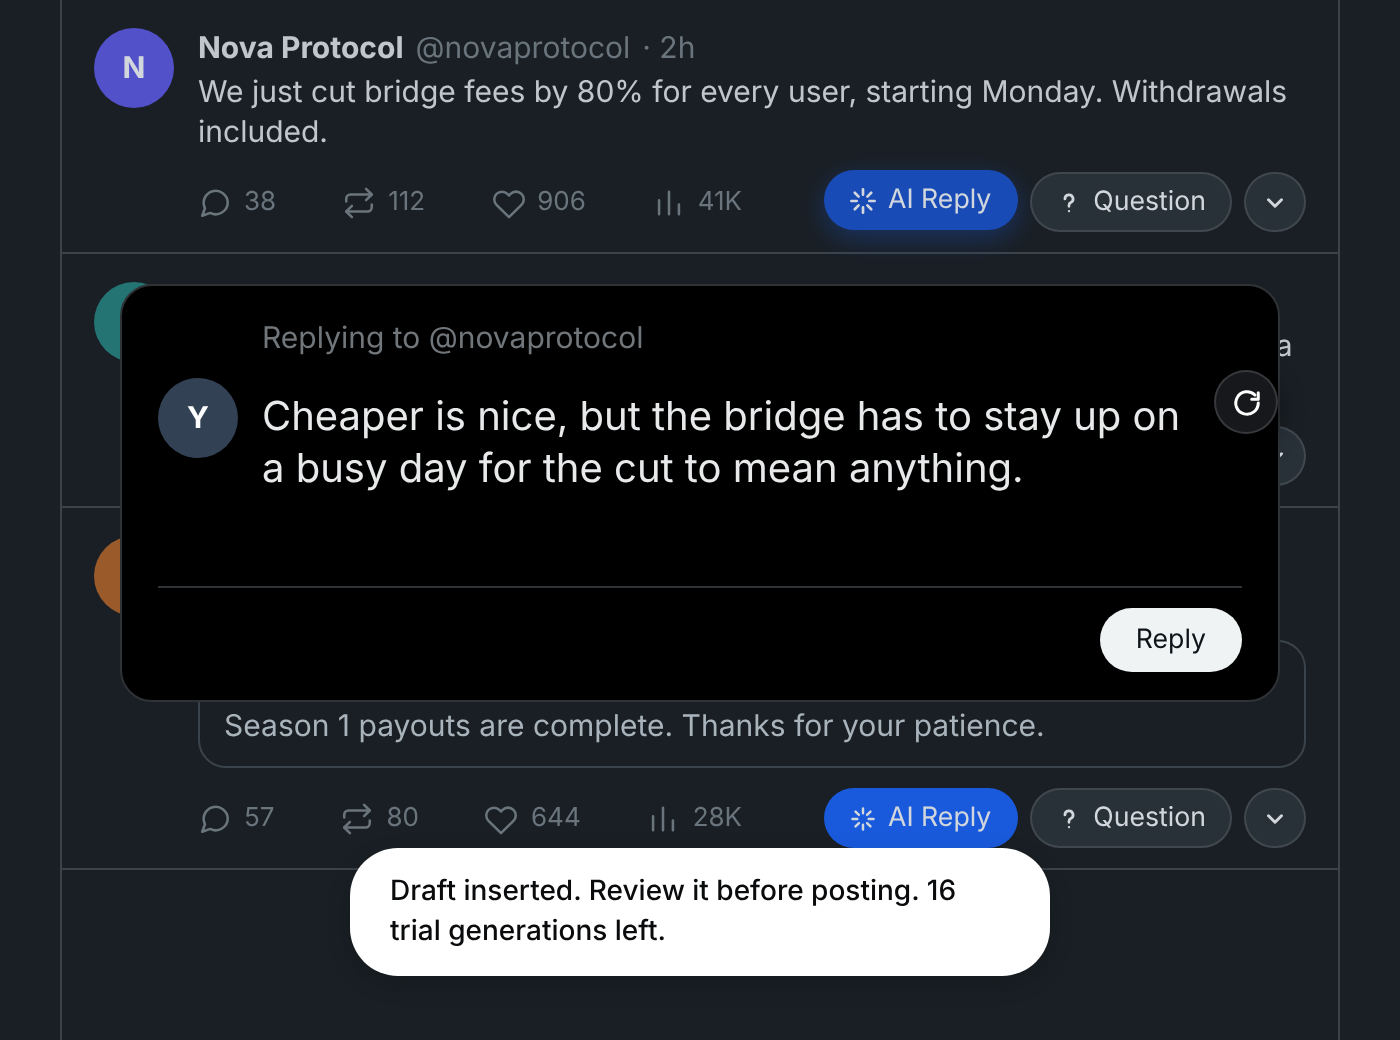 N
Nova Protocol @novaprotocol · 2h
We just cut bridge fees by 80% for every user, starting Monday. Withdrawals
included.
38 112 906 41K AI Reply ? Question
Replying to @novaprotocol
a
Y
Cheaper is nice, but the bridge has to stay up on
a busy day for the cut to mean anything.
Reply
Season 1 payouts are complete. Thanks for your patience.
57 80 644 28K AI Reply ? Question
Draft inserted. Review it before posting. 16
trial generations left.